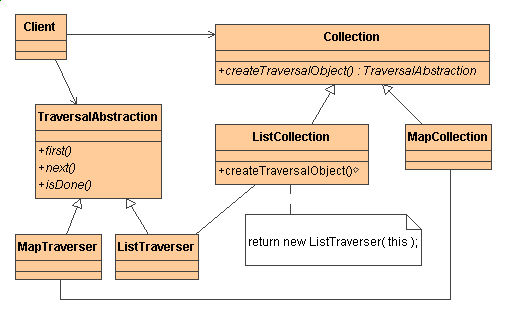 Client
Collection
+createTraversalObject() : TraversalAbstraction
TraversalAbstraction
+first()
+next()
+isDone()
ListCollection
+createTraversalObject()
MapCollection
return new ListTraverser( this );
MapTraverser
ListTraverser